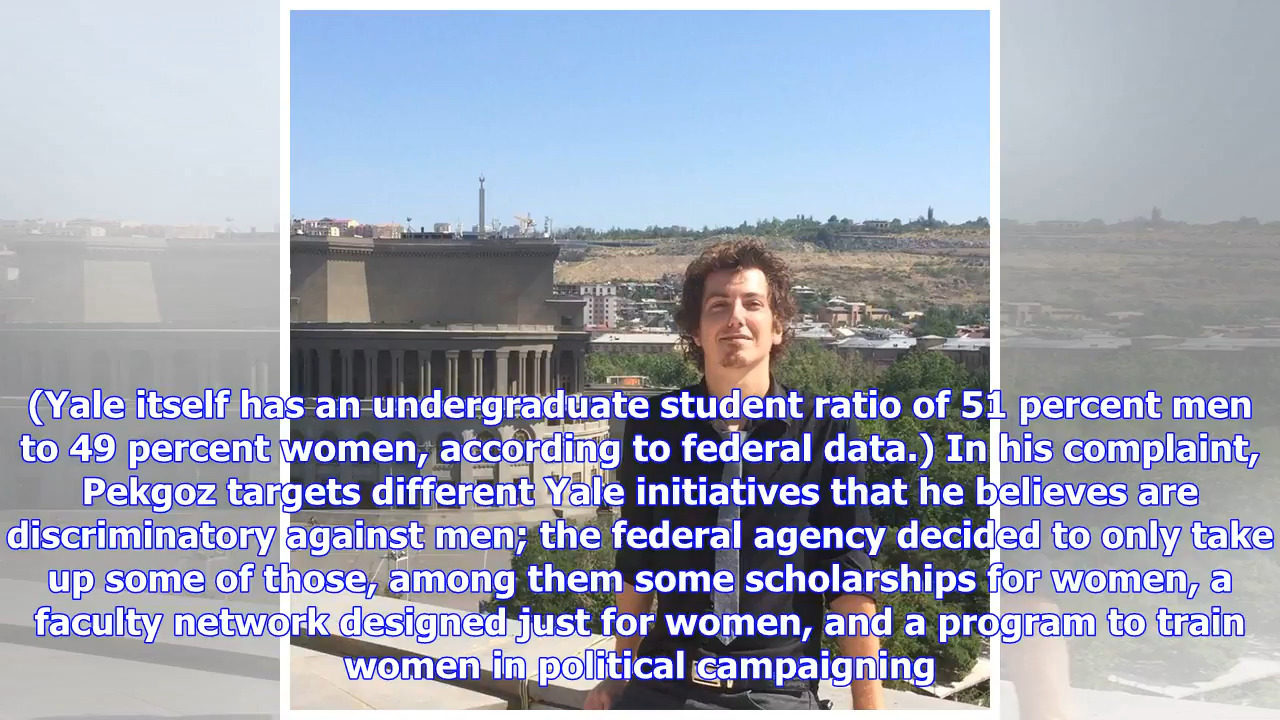 (Yale itself has an undergraduate student ratio of 51 percent men
to 49 percent women, according to federal data.) In his complaint,
Pekgoz targets different Yale initiatives that he believes are
discriminatory against men; the federal agency decided to only take
up some of those, among them some scholarships for women, a
faculty network designed just for women, and a program to train
women in political campaigning